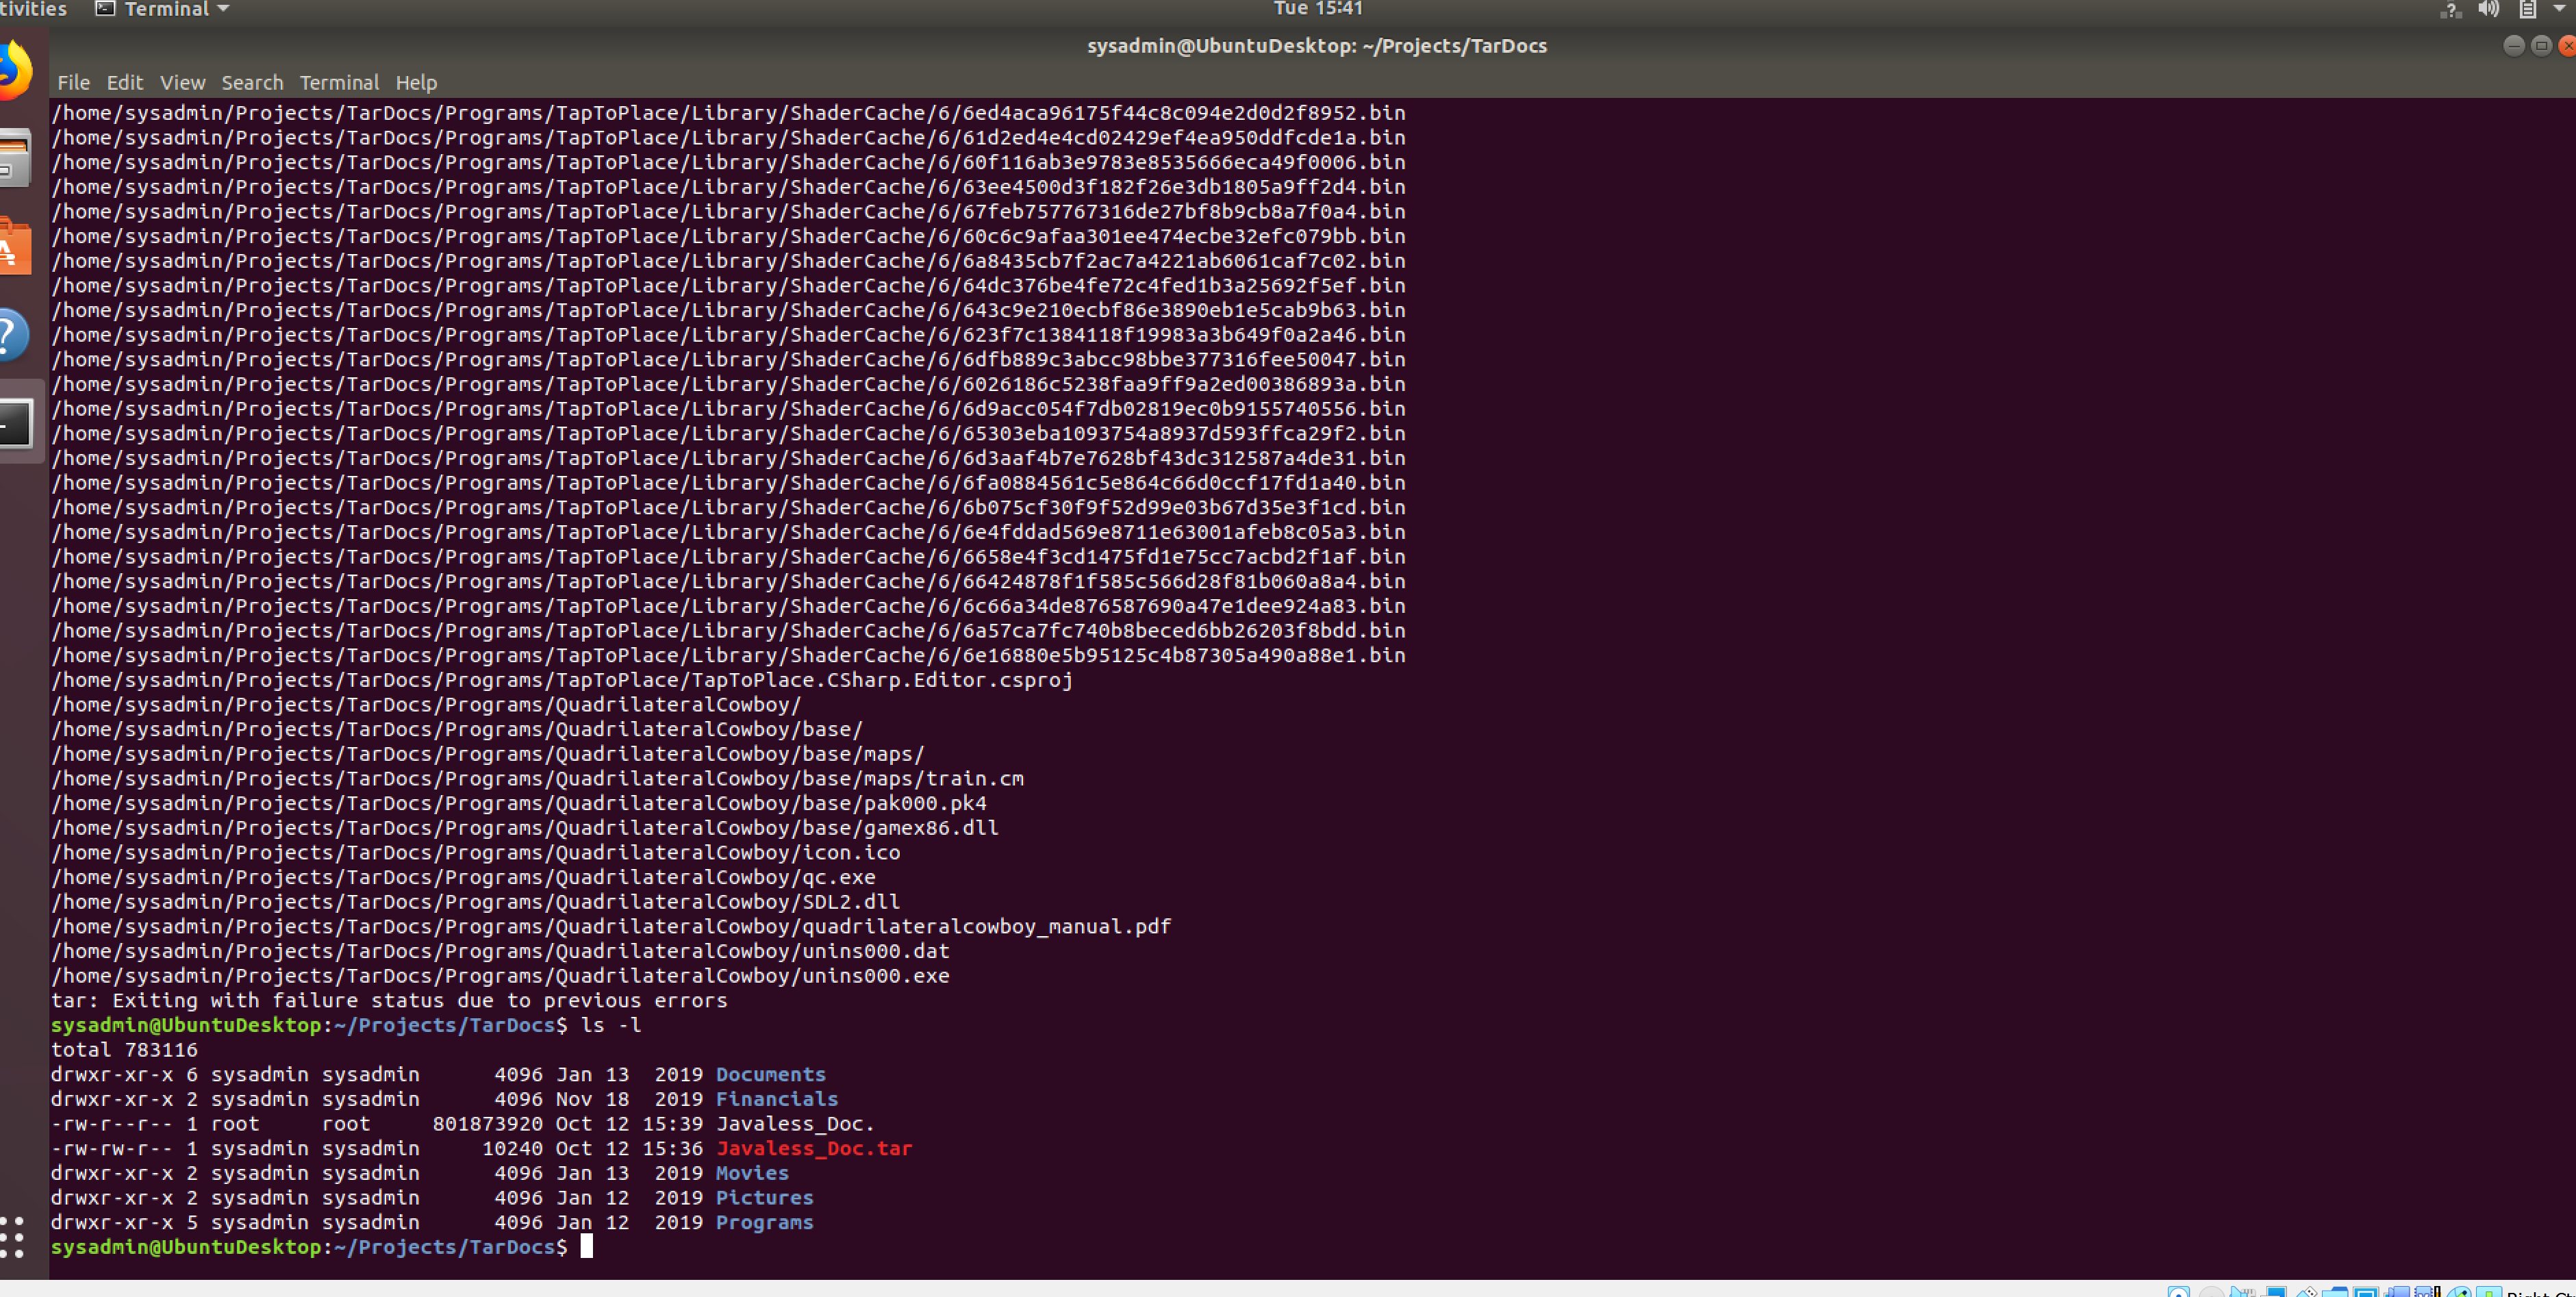 tivities Terminal Tue 15:41
sysadmin@UbuntuDesktop: ~/Projects/TarDocs
File Edit View Search Terminal Help
/home/sysadmin/Projects/TarDocs/Programs/TapToPlace/Library/ShaderCache/6/6ed4aca96175f44c8c094e2d0d2f8952.bin
/home/sysadmin/Projects/TarDocs/Programs/TapToPlace/Library/ShaderCache/6/61d2ed4e4cd02429ef4ea950ddfcde1a.bin
/home/sysadmin/Projects/TarDocs/Programs/TapToPlace/Library/ShaderCache/6/60f116ab3e9783e8535666eca49f0006.bin
/home/sysadmin/Projects/TarDocs/Programs/TapToPlace/Library/ShaderCache/6/63ee4500d3f182f26e3db1805a9ff2d4.bin
/home/sysadmin/Projects/TarDocs/Programs/TapToPlace/Library/ShaderCache/6/67feb757767316de27bf8b9cb8a7f0a4.bin
/home/sysadmin/Projects/TarDocs/Programs/TapToPlace/Library/ShaderCache/6/60c6c9afaa301ee474ecbe32efc079bb.bin
/home/sysadmin/Projects/TarDocs/Programs/TapToPlace/Library/ShaderCache/6/6a8435cb7f2ac7a4221ab6061caf7c02.bin
/home/sysadmin/Projects/TarDocs/Programs/TapToPlace/Library/ShaderCache/6/64dc376be4fe72c4fed1b3a25692f5ef.bin
/home/sysadmin/Projects/TarDocs/Programs/TapToPlace/Library/ShaderCache/6/643c9e210ecbf86e3890eb1e5cab9b63.bin
/home/sysadmin/Projects/TarDocs/Programs/TapToPlace/Library/ShaderCache/6/623f7c1384118f19983a3b649f0a2a46.bin
/home/sysadmin/Projects/TarDocs/Programs/TapToPlace/Library/ShaderCache/6/6dfb889c3abcc98bbe377316fee50047.bin
/home/sysadmin/Projects/TarDocs/Programs/TapToPlace/Library/ShaderCache/6/6026186c5238faa9ff9a2ed00386893a.bin
/home/sysadmin/Projects/TarDocs/Programs/TapToPlace/Library/ShaderCache/6/6d9acc054f7db02819ec0b9155740556.bin
/home/sysadmin/Projects/TarDocs/Programs/TapToPlace/Library/ShaderCache/6/65303eba1093754a8937d593ffca29f2.bin
/home/sysadmin/Projects/TarDocs/Programs/TapToPlace/Library/ShaderCache/6/6d3aaf4b7e7628bf43dc312587a4de31.bin
/home/sysadmin/Projects/TarDocs/Programs/TapToPlace/Library/ShaderCache/6/6fa0884561c5e864c66d0ccf17fd1a40.bin
/home/sysadmin/Projects/TarDocs/Programs/TapToPlace/Library/ShaderCache/6/6b075cf30f9f52d99e03b67d35e3f1cd.bin
/home/sysadmin/Projects/TarDocs/Programs/TapToPlace/Library/ShaderCache/6/6e4fddad569e8711e63001afeb8c05a3.bin
/home/sysadmin/Projects/TarDocs/Programs/TapToPlace/Library/ShaderCache/6/6658e4f3cd1475fd1e75cc7acbd2f1af.bin
/home/sysadmin/Projects/TarDocs/Programs/TapToPlace/Library/ShaderCache/6/66424878f1f585c566d28f81b060a8a4.bin
/home/sysadmin/Projects/TarDocs/Programs/TapToPlace/Library/ShaderCache/6/6c66a34de876587690a47e1dee924a83.bin
/home/sysadmin/Projects/TarDocs/Programs/TapToPlace/Library/ShaderCache/6/6a57ca7fc740b8beced6bb26203f8bdd.bin
/home/sysadmin/Projects/TarDocs/Programs/TapToPlace/Library/ShaderCache/6/6e16880e5b95125c4b87305a490a88e1.bin
/home/sysadmin/Projects/TarDocs/Programs/TapToPlace/TapToPlace.CSharp.Editor.csproj
/home/sysadmin/Projects/TarDocs/Programs/QuadrilateralCowboy/
/home/sysadmin/Projects/TarDocs/Programs/QuadrilateralCowboy/base/
/home/sysadmin/Projects/TarDocs/Programs/QuadrilateralCowboy/base/maps/
/home/sysadmin/Projects/TarDocs/Programs/QuadrilateralCowboy/base/maps/train.cm
/home/sysadmin/Projects/TarDocs/Programs/QuadrilateralCowboy/base/pak000.pk4
/home/sysadmin/Projects/TarDocs/Programs/QuadrilateralCowboy/base/gamex86.dll
/home/sysadmin/Projects/TarDocs/Programs/QuadrilateralCowboy/icon.ico
/home/sysadmin/Projects/TarDocs/Programs/QuadrilateralCowboy/qc.exe
/home/sysadmin/Projects/TarDocs/Programs/QuadrilateralCowboy/SDL2.dll
/home/sysadmin/Projects/TarDocs/Programs/QuadrilateralCowboy/quadrilateralcowboy_manual.pdf
/home/sysadmin/Projects/TarDocs/Programs/QuadrilateralCowboy/unins000.dat
/home/sysadmin/Projects/TarDocs/Programs/QuadrilateralCowboy/unins000.exe
tar: Exiting with failure status due to previous errors
sysadmin@UbuntuDesktop:~/Projects/TarDocs$ ls -l
total 783116
drwxr-xr-x 6 sysadmin sysadmin      4096 Jan 13  2019 Documents
drwxr-xr-x 2 sysadmin sysadmin      4096 Nov 18  2019 Financials
-rw-r--r-- 1 root     root     801873920 Oct 12 15:39 Javaless_Doc.
-rw-rw-r-- 1 sysadmin sysadmin     10240 Oct 12 15:36 Javaless_Doc.tar
drwxr-xr-x 2 sysadmin sysadmin      4096 Jan 13  2019 Movies
drwxr-xr-x 2 sysadmin sysadmin      4096 Jan 12  2019 Pictures
drwxr-xr-x 5 sysadmin sysadmin      4096 Jan 12  2019 Programs
sysadmin@UbuntuDesktop:~/Projects/TarDocs$